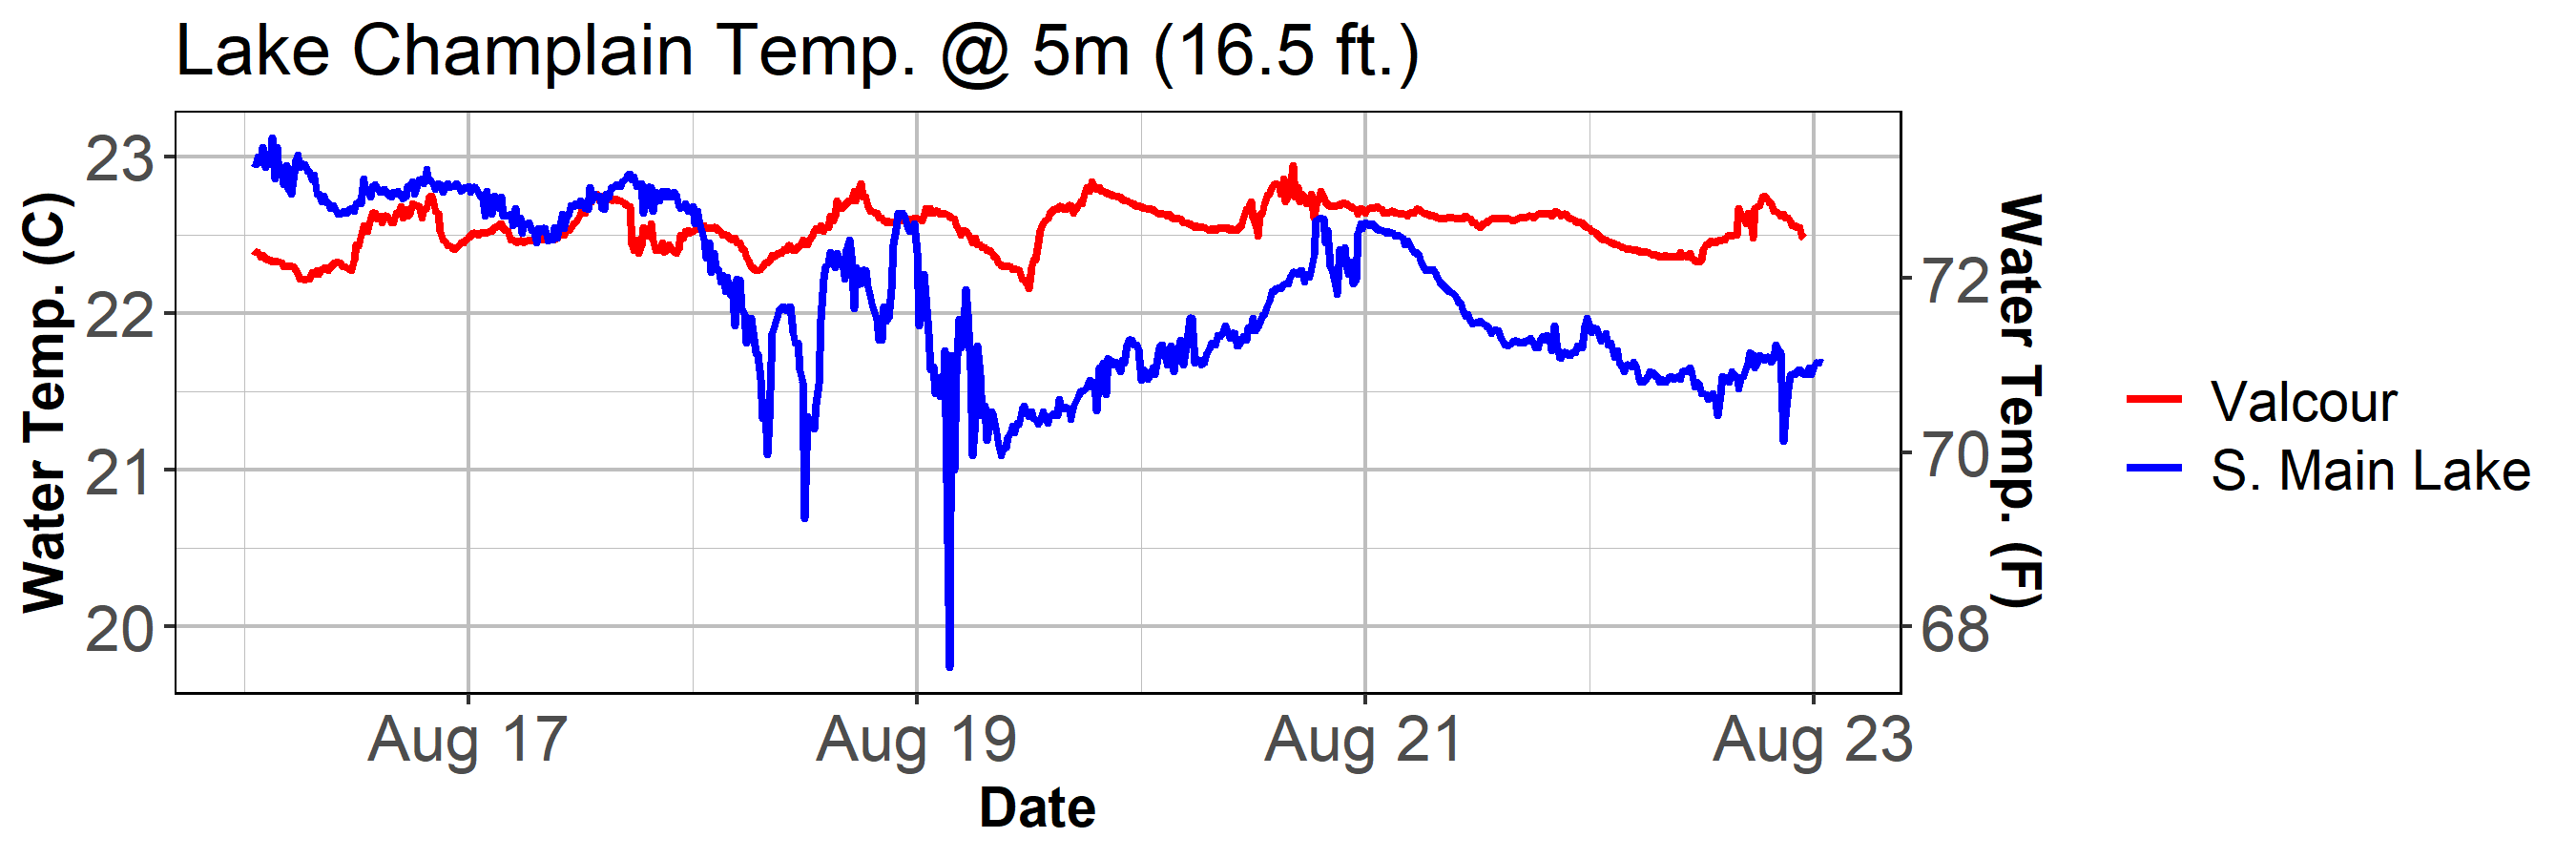 Lake Champlain Temp. @ 5m (16.5 ft.)
Water Temp. (C)
23
22
21
20
72
70
68
Water Temp. (F)
Aug 17
Aug 19
Aug 21
Aug 23
Date
Valcour
S. Main Lake